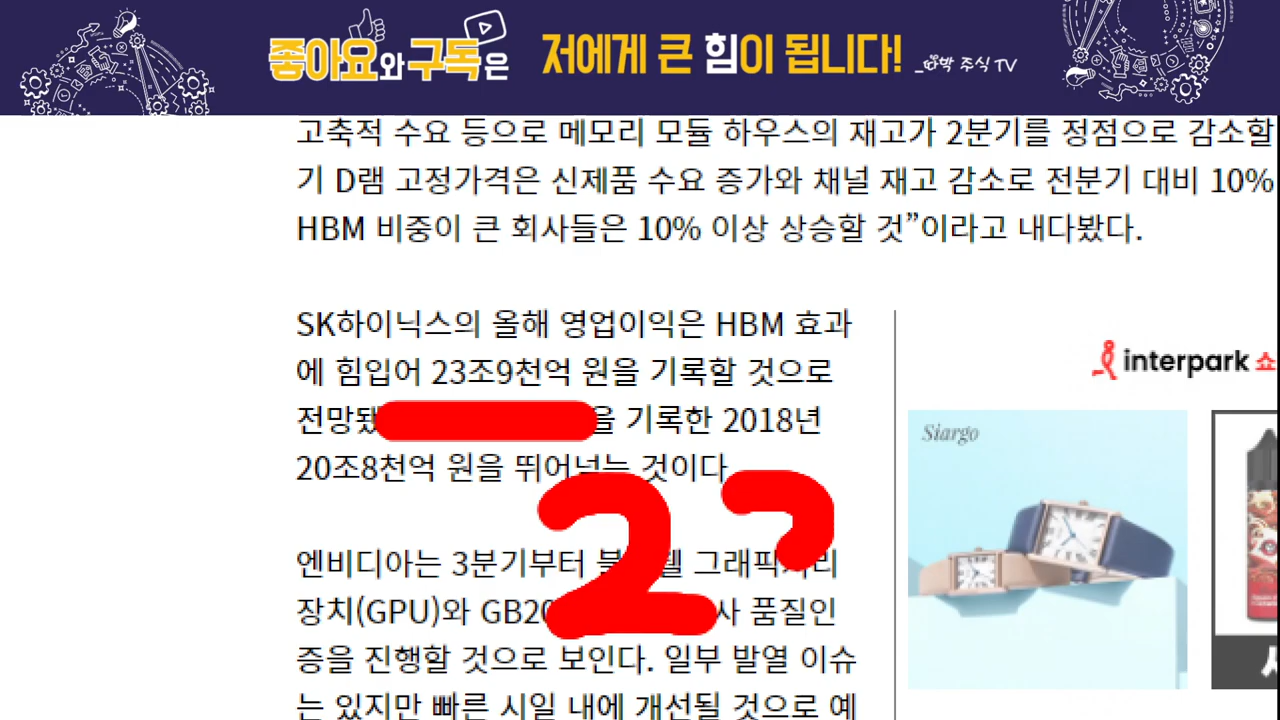 좋아요와 구독은 저에게 큰 힘이 됩니다! 박 주식 TV
고축적 수요 등으로 메모리 모듈 하우스의 재고가 2분기를 정점으로 감소할
기 D램 고정가격은 신제품 수요 증가와 채널 재고 감소로 전분기 대비 10%
HBM 비중이 큰 회사들은 10% 이상 상승할 것”이라고 내다봤다.
SK하이닉스의 올해 영업이익은 HBM 효과
에 힘입어 23조9천억 원을 기록할 것으로
전망됐 을 기록한 2018년
20조8천억 원을 뛰어넘는 것이다
2
엔비디아는 3분기부터 그래픽처리
장치(GPU)와 GB20 사 품질인
증을 진행할 것으로 보인다. 일부 발열 이슈
는 있지만 빠른 시일 내에 개선될 것으로 예
interpark 쇼
Siargo